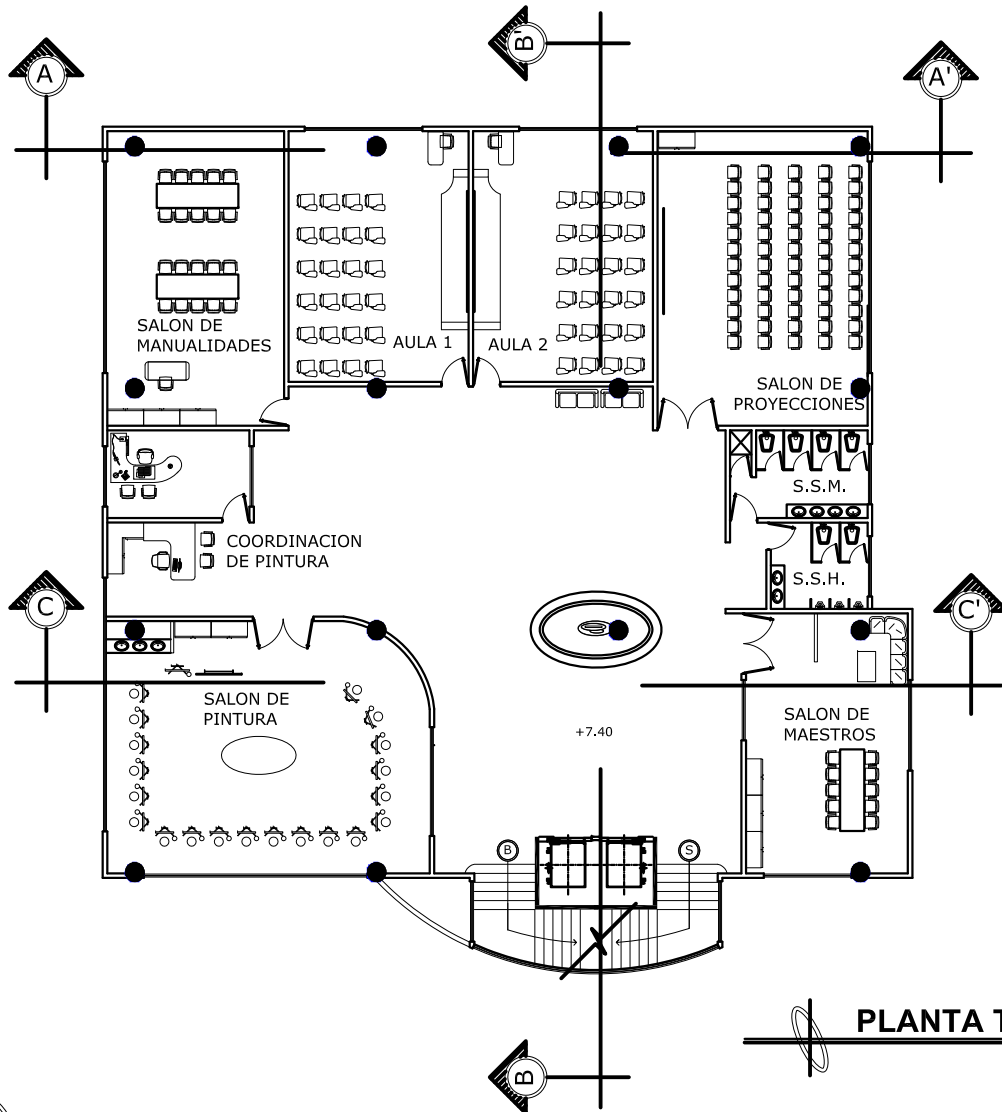 B'
A
A'
SALON DE
MANUALIDADES
AULA 1
AULA 2
SALON DE
PROYECCIONES
S.S.M.
COORDINACION
DE PINTURA
S.S.H.
C
C'
SALON DE
PINTURA
SALON DE
MAESTROS
+7.40
B
S
PLANTA
B